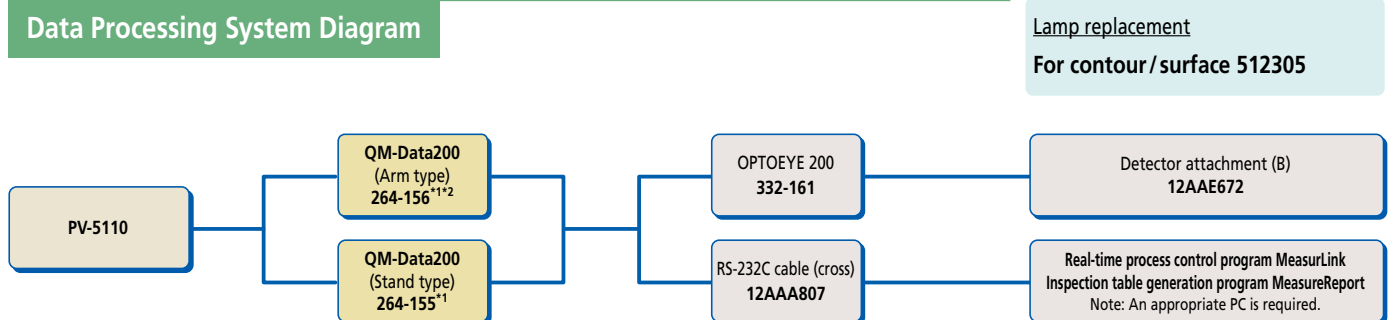 Data Processing System Diagram
Lamp replacement
For contour/surface 512305
PV-5110
QM-Data200
(Arm type)
264-156*1*2
QM-Data200
(Stand type)
264-155*1
OPTOEYE 200
332-161
RS-232C cable (cross)
12AAA807
Detector attachment (B)
12AAE672
Real-time process control program MeasurLink
Inspection table generation program MeasureReport
Note: An appropriate PC is required.